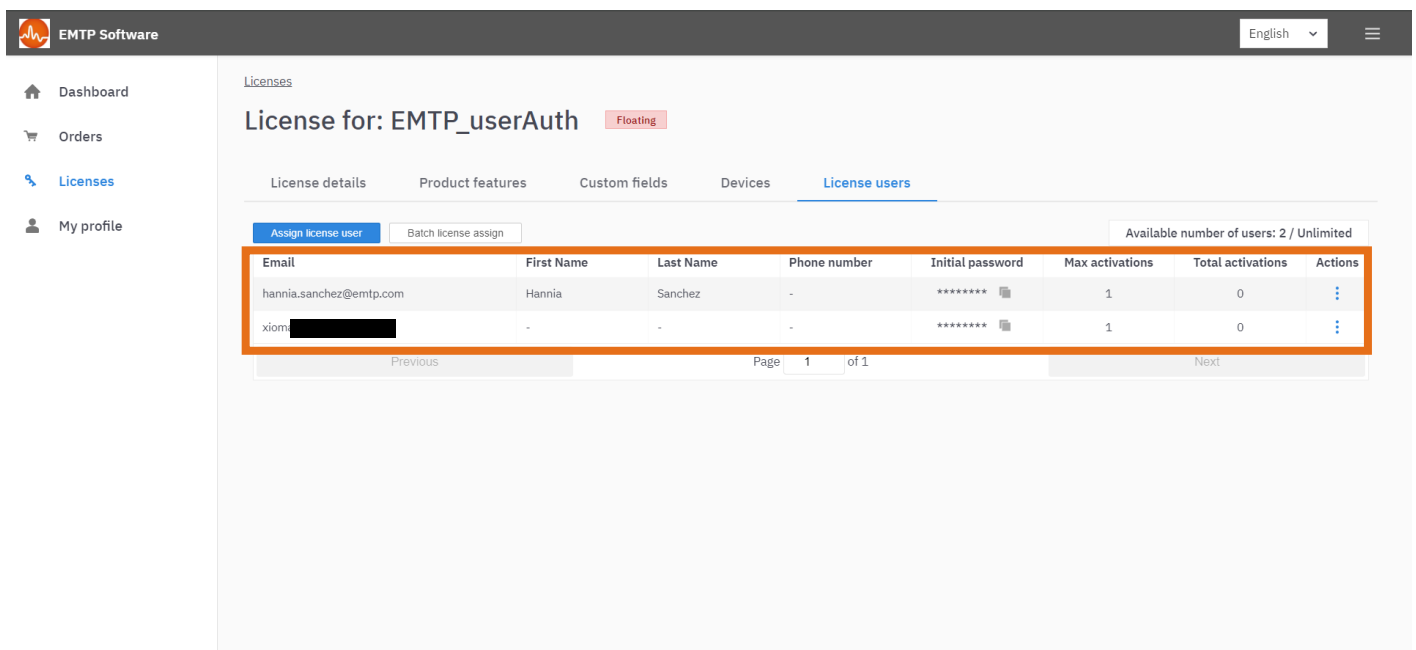 EMTP Software
English
Dashboard
Orders
Licenses
My profile
Licenses
License for: EMTP_userAuth Floating
License details Product features Custom fields Devices License users
Assign license user Batch license assign Available number of users: 2 / Unlimited
Email First Name Last Name Phone number Initial password Max activations Total activations Actions
hannia.sanchez@emtp.com Hannia Sanchez - ******** 1 0
- - - ******** 1 0
Previous Page 1 of 1 Next